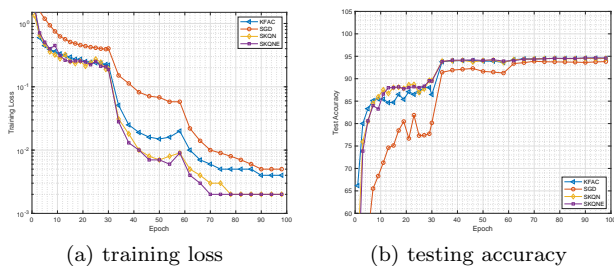 10^0
10^-1
10^-2
10^-3
Training Loss
0 10 20 30 40 50 60 70 80 90 100
Epoch
KFAC
SGD
SKQN
SKQNE
(a) training loss
100
95
90
85
80
75
70
65
60
Test Accuracy
0 10 20 30 40 50 60 70 80 90 100
Epoch
KFAC
SGD
SKQN
SKQNE
(b) testing accuracy